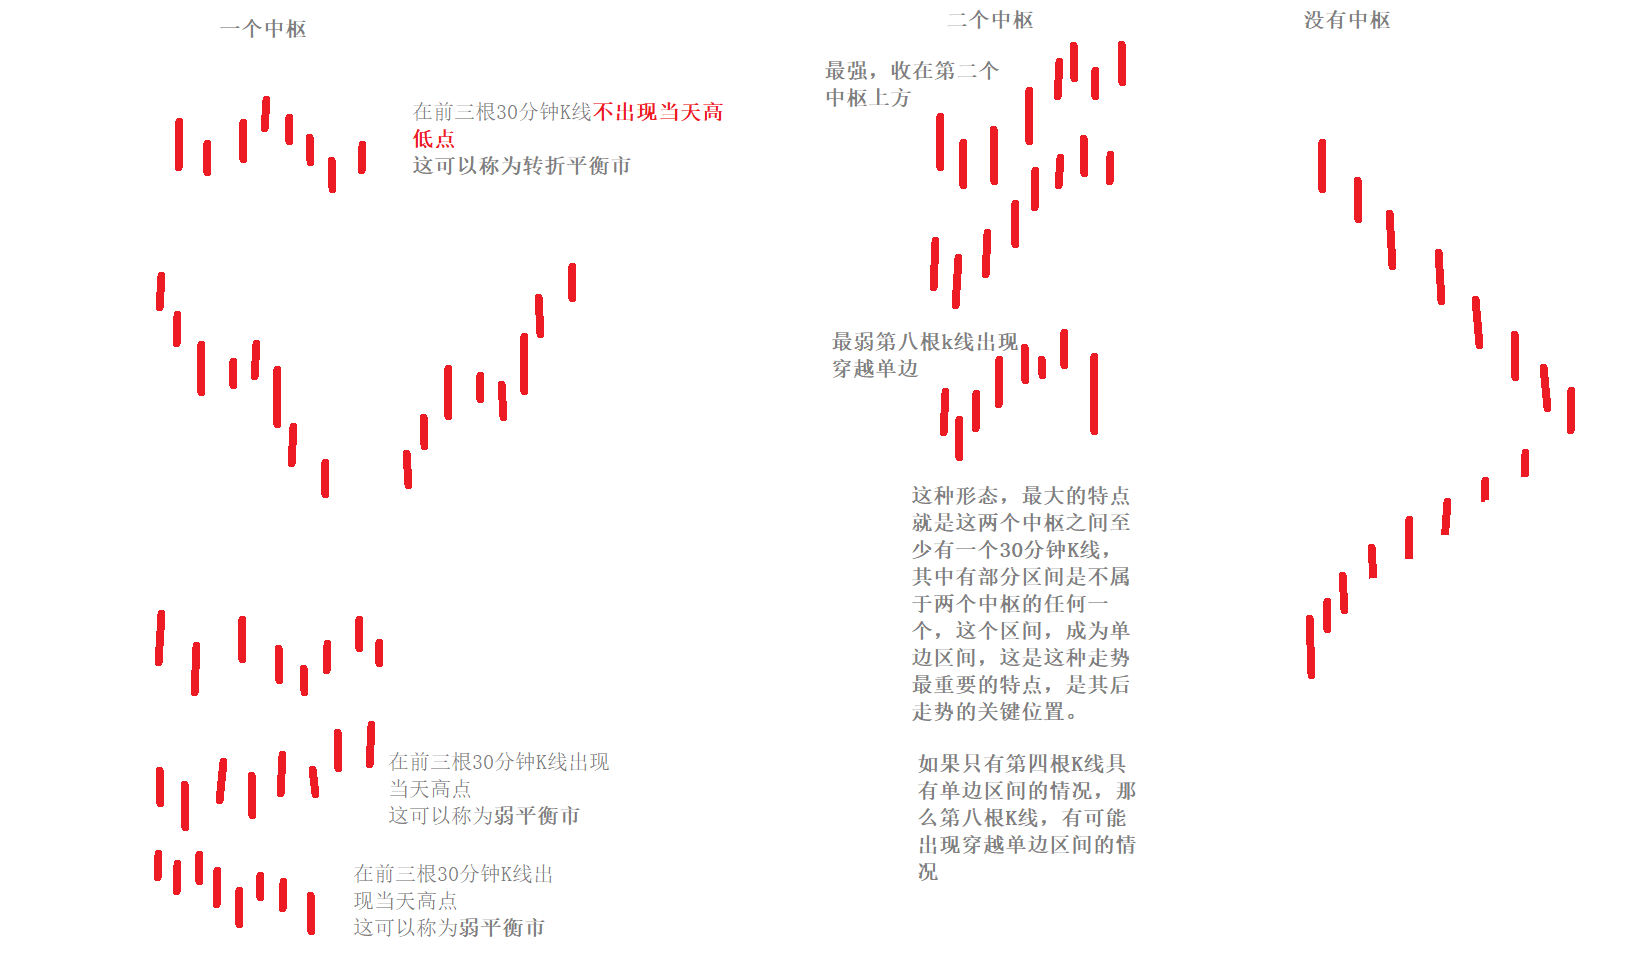 一个中枢
在前三根30分钟K线不出现当天高
低点
这可以称为转折平衡市
在前三根30分钟K线出现
当天高点
这可以称为弱平衡市
在前三根30分钟K线出
现当天高点
这可以称为弱平衡市
二个中枢
最强，收在第二个
中枢上方
最弱第八根k线出现
穿越单边
这种形态，最大的特点
就是这两个中枢之间至
少有一个30分钟K线，
其中有部分区间是不属
于两个中枢的任何一
个，这个区间，成为单
边区间，这是这种走势
最重要的特点，是其后
走势的关键位置。
如果只有第四根K线具
有单边区间的情况，那
么第八根K线，有可能
出现穿越单边区间的情
况
没有中枢